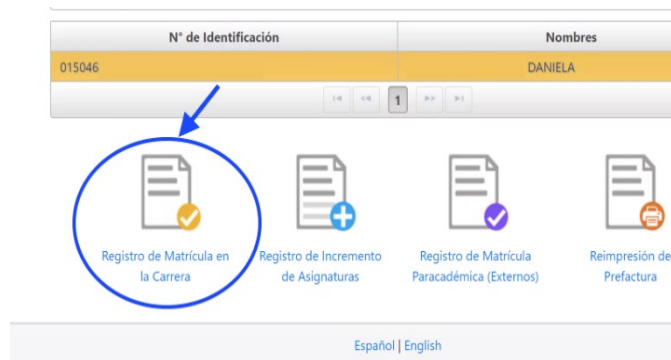 N° de Identificación Nombres
015046 DANIELA
1
Registro de Matrícula en
la Carrera
Registro de Incremento
de Asignaturas
Registro de Matrícula
Paracadémica (Externos)
Reimpresión de
Prefactura
Español | English